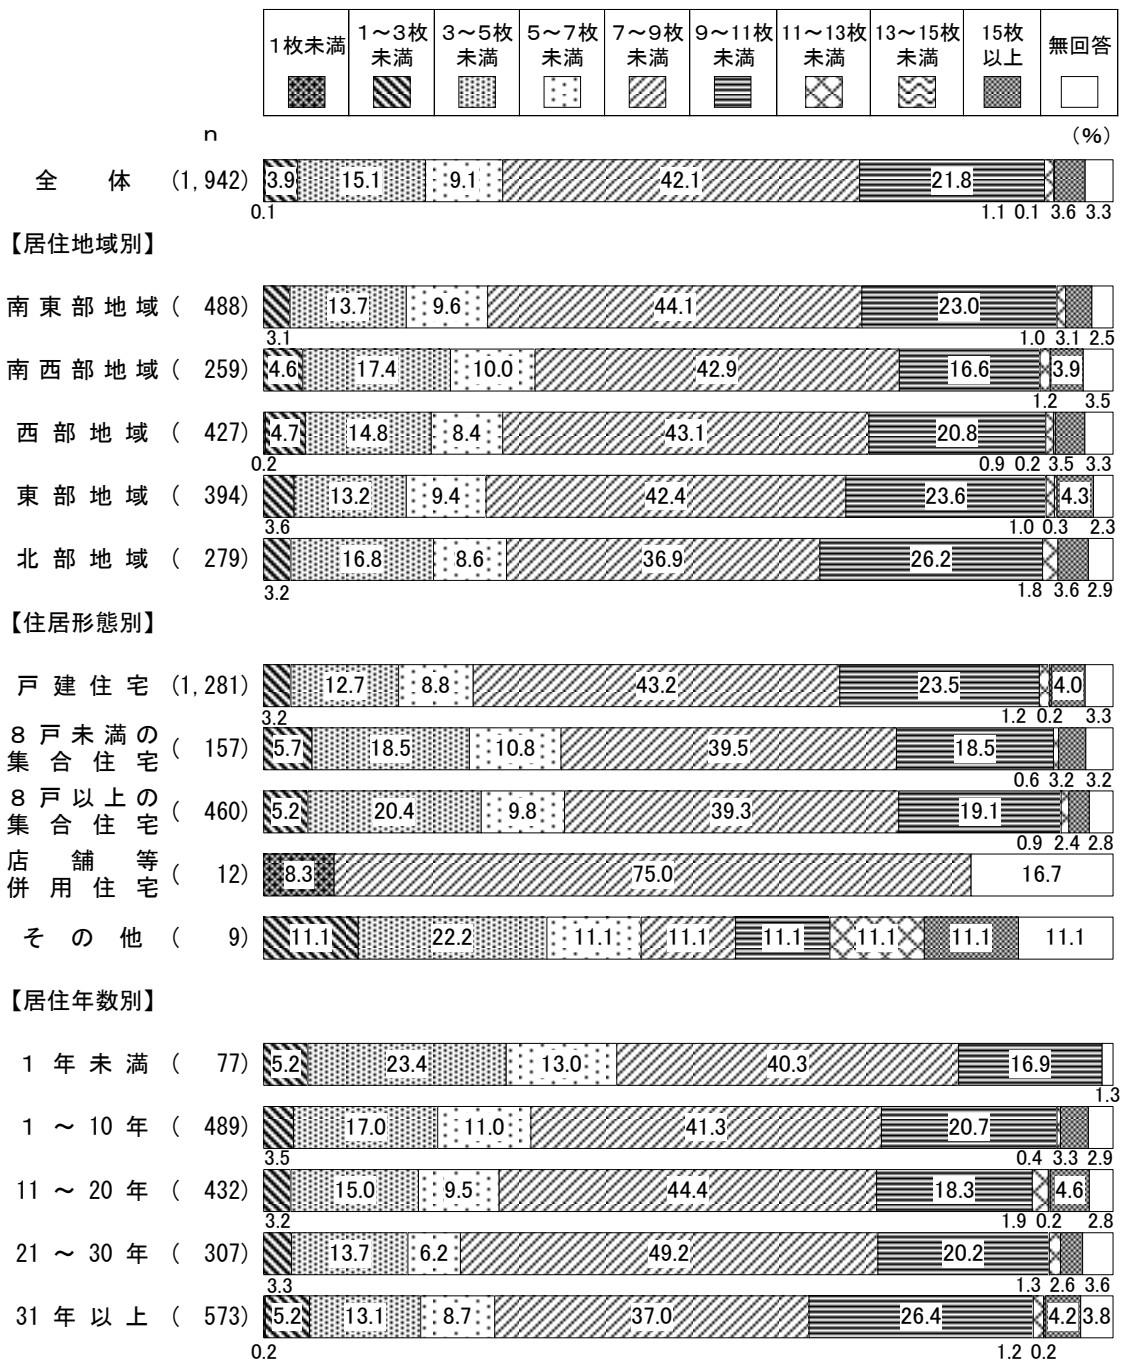 1枚未満 1～3枚未満 3～5枚未満 5～7枚未満 7～9枚未満 9～11枚未満 11～13枚未満 13～15枚未満 15枚以上 無回答
n (%)
全体 (1,942) 3.9 15.1 9.1 42.1 21.8
0.1 1.1 0.1 3.6 3.3
【居住地域別】
南東部地域 ( 488) 13.7 9.6 44.1 23.0
3.1 1.0 3.1 2.5
南西部地域 ( 259) 4.6 17.4 10.0 42.9 16.6 3.9
1.2 3.5
西部地域 ( 427) 4.7 14.8 8.4 43.1 20.8
0.2 0.9 0.2 3.5 3.3
東部地域 ( 394) 13.2 9.4 42.4 23.6 4.3
3.6 1.0 0.3 2.3
北部地域 ( 279) 16.8 8.6 36.9 26.2
3.2 1.8 3.6 2.9
【住居形態別】
戸建住宅 (1,281) 12.7 8.8 43.2 23.5 4.0
3.2 1.2 0.2 3.3
8戸未満の集合住宅 ( 157) 5.7 18.5 10.8 39.5 18.5
0.6 3.2 3.2
8戸以上の集合住宅 ( 460) 5.2 20.4 9.8 39.3 19.1
0.9 2.4 2.8
店舗等併用住宅 ( 12) 8.3 75.0 16.7
その他 ( 9) 11.1 22.2 11.1 11.1 11.1 11.1 11.1 11.1
【居住年数別】
1年未満 ( 77) 5.2 23.4 13.0 40.3 16.9
1.3
1～10年 ( 489) 17.0 11.0 41.3 20.7
3.5 0.4 3.3 2.9
11～20年 ( 432) 15.0 9.5 44.4 18.3 4.6
3.2 1.9 0.2 2.8
21～30年 ( 307) 13.7 6.2 49.2 20.2
3.3 1.3 2.6 3.6
31年以上 ( 573) 5.2 13.1 8.7 37.0 26.4 4.2 3.8
0.2 1.2 0.2